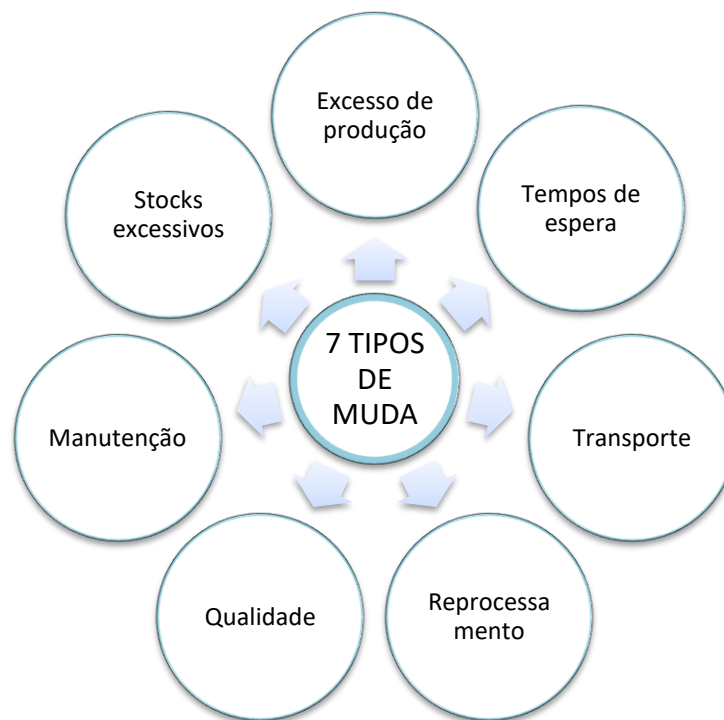 Excesso de
produção
Tempos de
espera
Transporte
Reprocessa
mento
Qualidade
Manutenção
Stocks
excessivos
7 TIPOS
DE
MUDA